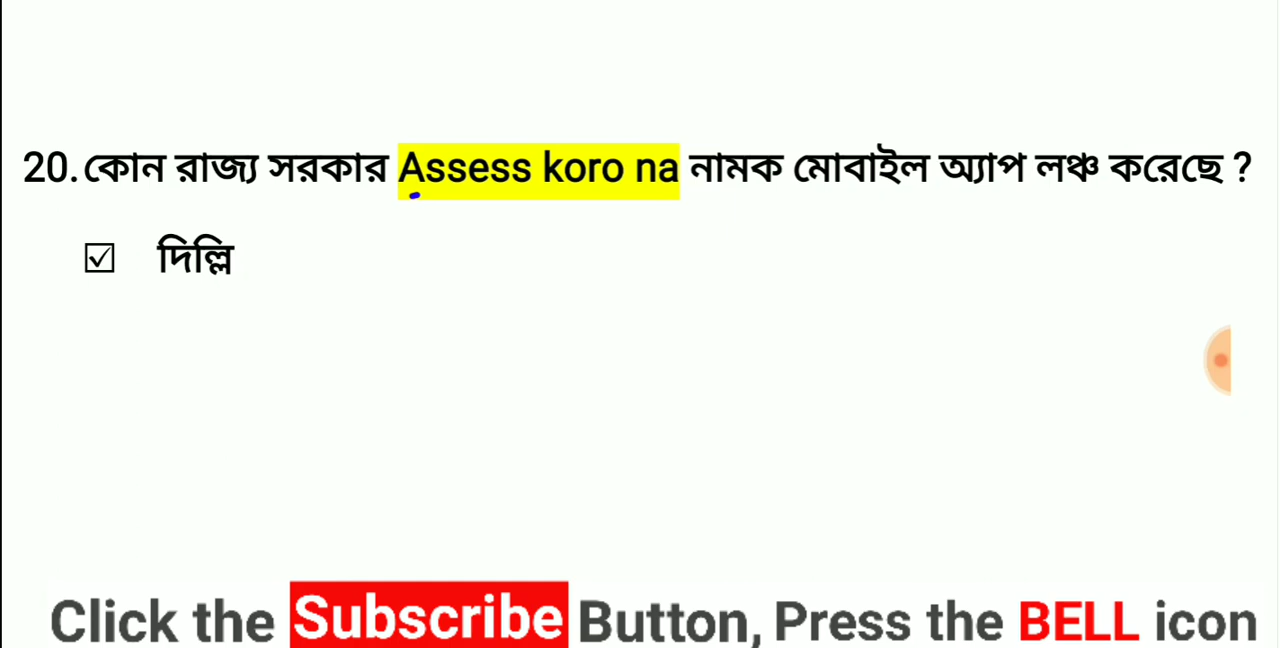 20. কোন রাজ্য সরকার Assess koro na নামক মোবাইল অ্যাপ লঞ্চ করেছে ?
☑ দিল্লি
Click the Subscribe Button, Press the BELL icon